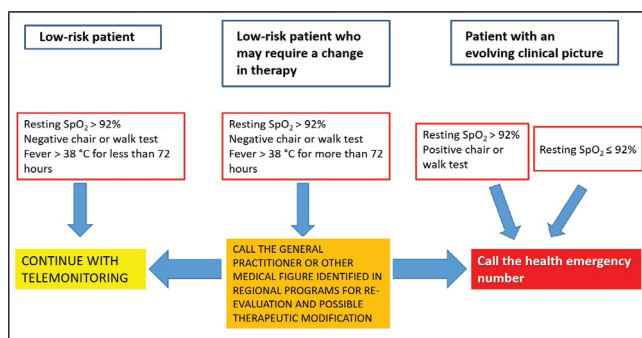 Low-risk patient
Low-risk patient who
may require a change
in therapy
Patient with an
evolving clinical picture
Resting SpO₂ > 92%
Negative chair or walk test
Fever > 38 °C for less than 72
hours
Resting SpO₂ > 92%
Negative chair or walk test
Fever > 38 °C for more than 72
hours
Resting SpO₂ > 92%
Positive chair or
walk test
Resting SpO₂ ≤ 92%
CONTINUE WITH
TELEMONITORING
CALL THE GENERAL
PRACTITIONER OR OTHER
MEDICAL FIGURE IDENTIFIED IN
REGIONAL PROGRAMS FOR RE-
EVALUATION AND POSSIBLE
THERAPEUTIC MODIFICATION
Call the health emergency
number